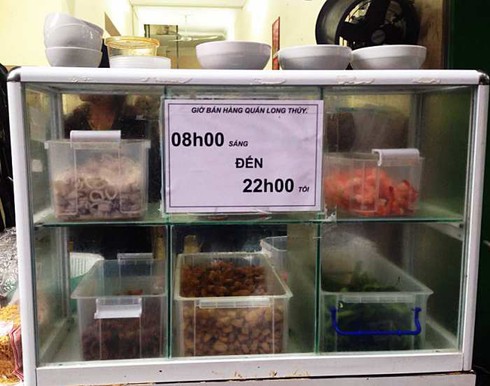 GIỜ BÁN HÀNG QUÁN LONG THỦY.
08h00 SÁNG
ĐẾN
22h00 TỐI